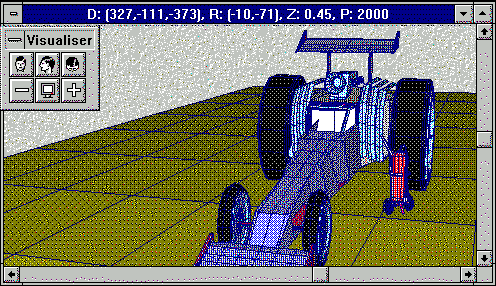 D: (327,-111,-373), R: (-10,-71), Z: 0.45, P: 2000
Visualiser